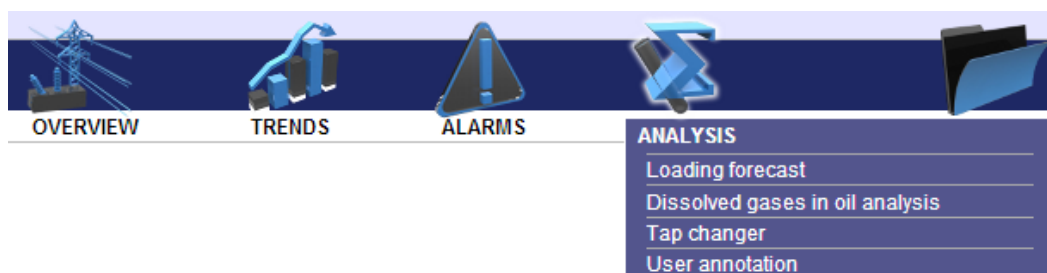 OVERVIEW TRENDS ALARMS
ANALYSIS
Loading forecast
Dissolved gases in oil analysis
Tap changer
User annotation